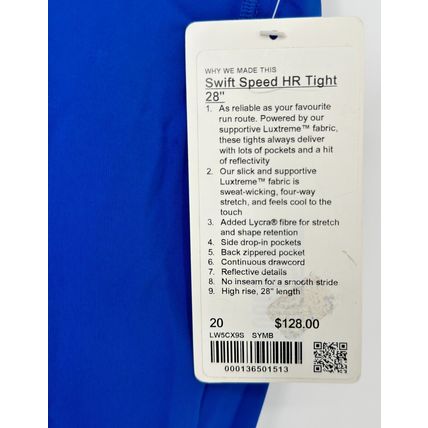 WHY WE MADE THIS
Swift Speed HR Tight
28"
1. As reliable as your favourite
run route. Powered by our
supportive Luxtreme™ fabric,
these tights always deliver
with lots of pockets and a hit
of reflectivity
2. Our slick and supportive
Luxtreme™ fabric is
sweat-wicking, four-way
stretch, and feels cool to the
touch
3. Added Lycra® fibre for stretch
and shape retention
4. Side drop-in pockets
5. Back zippered pocket
6. Continuous drawcord
7. Reflective details
8. No inseam for a smooth stride
9. High rise, 28" length
20 $128.00
LW5CX9S SYMB
000136501513